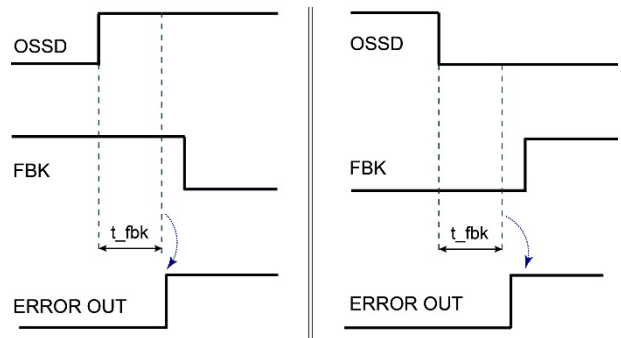 OSSD
FBK
t_fbk
ERROR OUT
OSSD
FBK
t_fbk
ERROR OUT